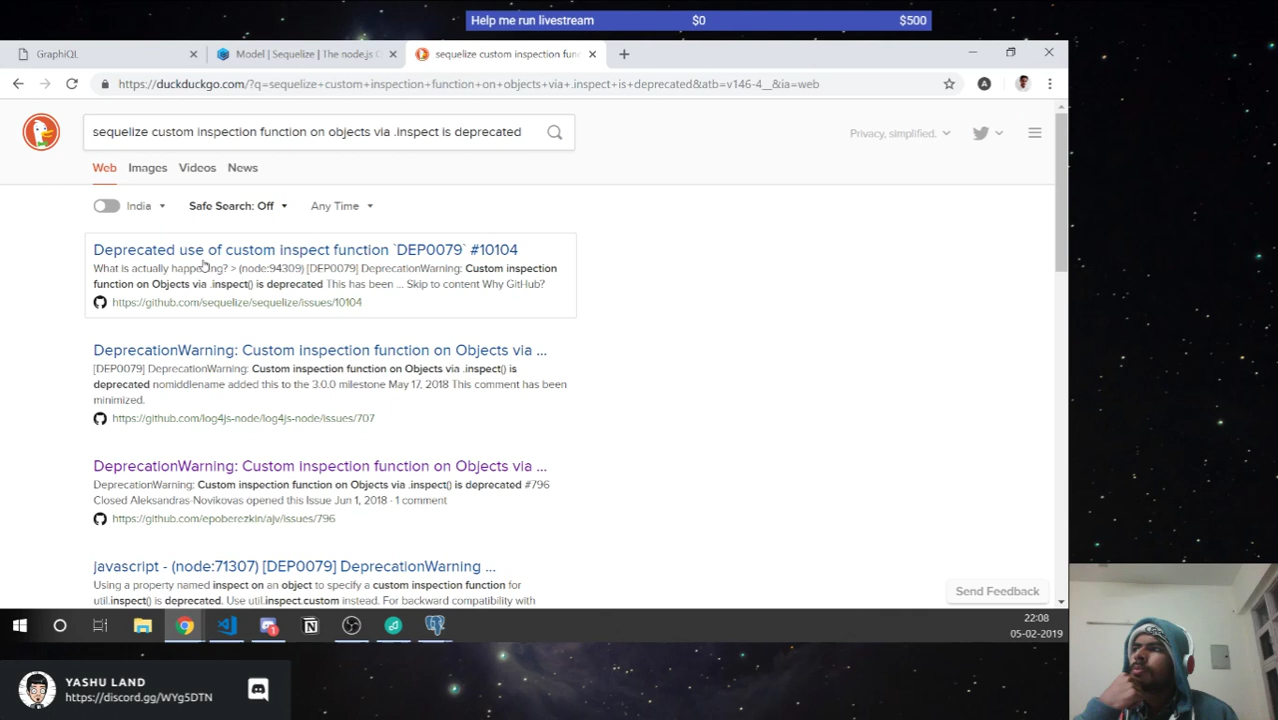 Help me run livestream $0 $500
GraphiQL
Model | Sequelize | The node.js
sequelize custom inspection fun
https://duckduckgo.com/?q=sequelize+custom+inspection+function+on+objects+via+.inspect+is+deprecated&atb=v146-4__&ia=web
sequelize custom inspection function on objects via .inspect is deprecated
Privacy, simplified.
Web Images Videos News
India Safe Search: Off Any Time
Deprecated use of custom inspect function `DEP0079` #10104
What is actually happening? > (node:94309) [DEP0079] DeprecationWarning: Custom inspection
function on Objects via .inspect() is deprecated This has been ... Skip to content Why GitHub?
https://github.com/sequelize/sequelize/issues/10104
DeprecationWarning: Custom inspection function on Objects via ...
[DEP0079] DeprecationWarning: Custom inspection function on Objects via .inspect() is
deprecated nomiddlename added this to the 3.0.0 milestone May 17, 2018 This comment has been
minimized.
https://github.com/log4js-node/log4js-node/issues/707
DeprecationWarning: Custom inspection function on Objects via ...
DeprecationWarning: Custom inspection function on Objects via .inspect() is deprecated #796
Closed Aleksandras-Novikovas opened this Issue Jun 1, 2018 · 1 comment
https://github.com/epoberezkin/ajv/issues/796
javascript - (node:71307) [DEP0079] DeprecationWarning ...
Using a property named inspect on an object to specify a custom inspection function for
util.inspect() is deprecated. Use util.inspect.custom instead. For backward compatibility with
Send Feedback
22:08
05-02-2019
YASHU LAND
https://discord.gg/WYg5DTN